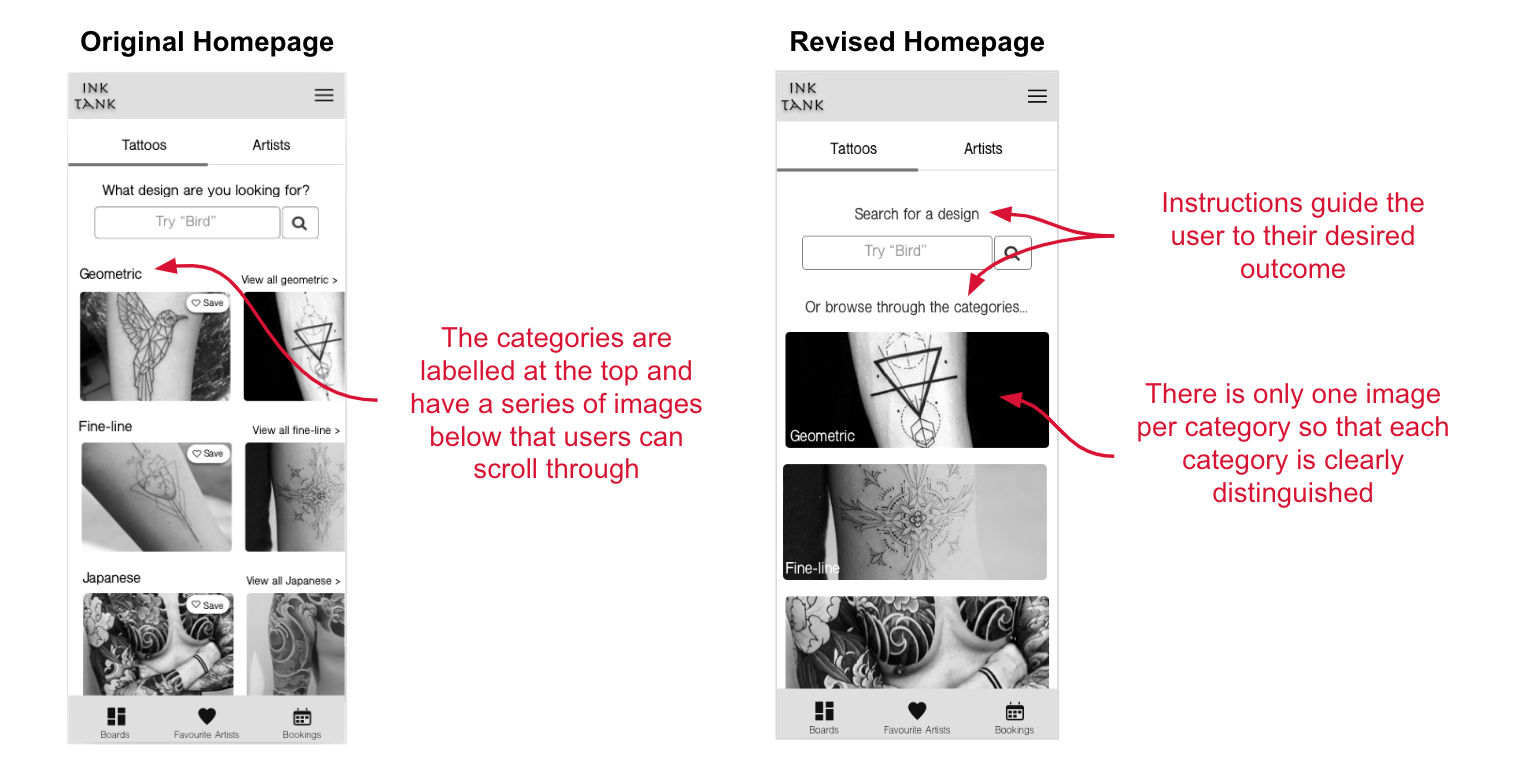 Original Homepage
INK
TANK
Tattoos
Artists
What design are you looking for?
Try “Bird”
Geometric
View all geometric >
Save
Fine-line
View all fine-line >
Save
Japanese
View all Japanese >
Save
Boards
Favourite Artists
Bookings
The categories are
labelled at the top and
have a series of images
below that users can
scroll through
Revised Homepage
INK
TANK
Tattoos
Artists
Search for a design
Try “Bird”
Or browse through the categories...
Geometric
Fine-line
Boards
Favourite Artists
Bookings
Instructions guide the
user to their desired
outcome
There is only one image
per category so that each
category is clearly
distinguished